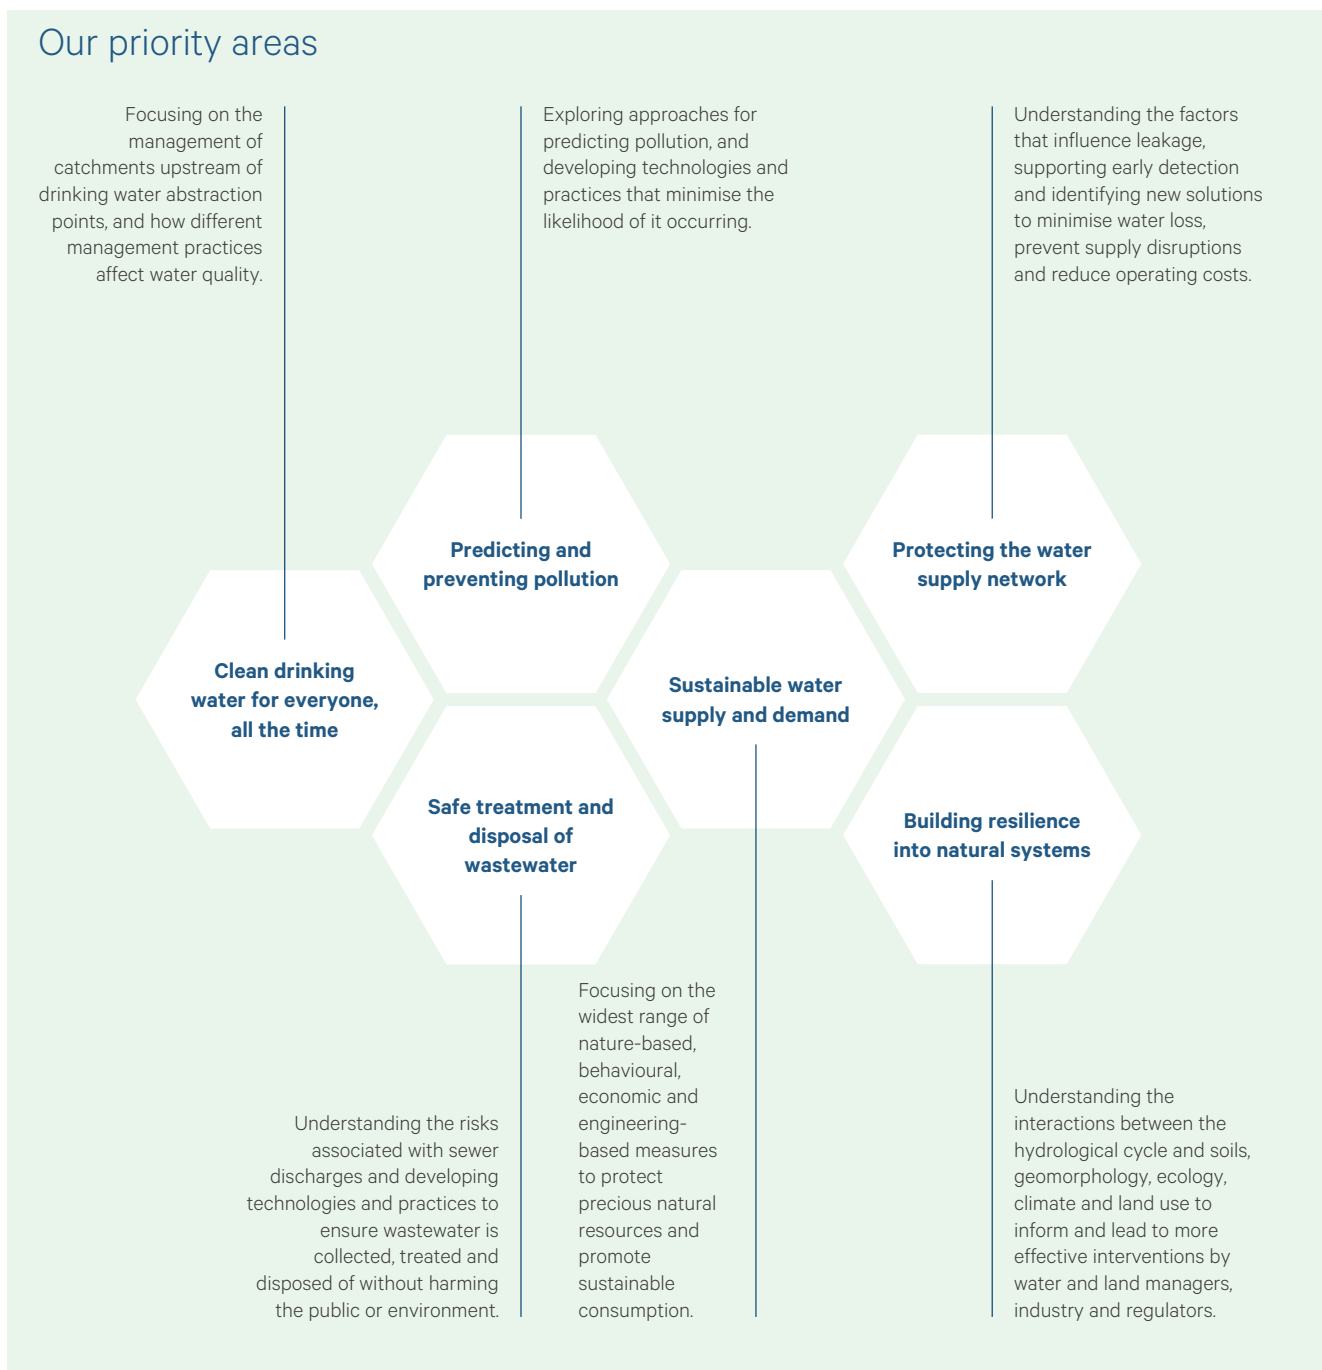 Our priority areas
Focusing on the
management of
catchments upstream of
drinking water abstraction
points, and how different
management practices
affect water quality.
Exploring approaches for
predicting pollution, and
developing technologies and
practices that minimise the
likelihood of it occurring.
Understanding the factors
that influence leakage,
supporting early detection
and identifying new solutions
to minimise water loss,
prevent supply disruptions
and reduce operating costs.
Predicting and
preventing pollution
Protecting the water
supply network
Clean drinking
water for everyone,
all the time
Sustainable water
supply and demand
Safe treatment and
disposal of
wastewater
Building resilience
into natural systems
Understanding the risks
associated with sewer
discharges and developing
technologies and practices to
ensure wastewater is
collected, treated and
disposed of without harming
the public or environment.
Focusing on the
widest range of
nature-based,
behavioural,
economic and
engineering-
based measures
to protect
precious natural
resources and
promote
sustainable
consumption.
Understanding the
interactions between the
hydrological cycle and soils,
geomorphology, ecology,
climate and land use to
inform and lead to more
effective interventions by
water and land managers,
industry and regulators.